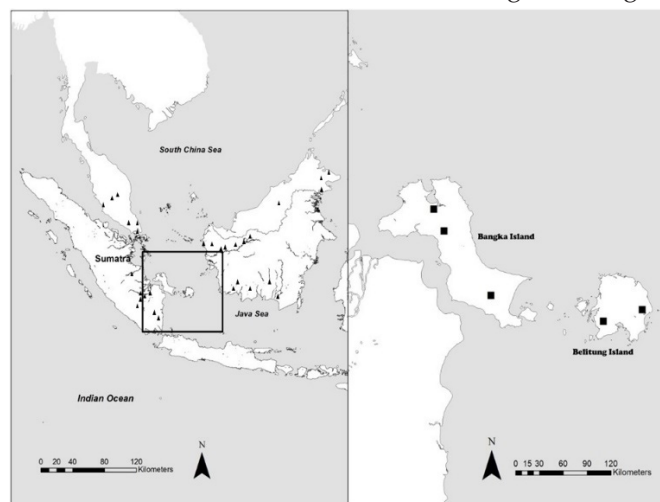 South China Sea
Sumatra
Java Sea
Indian Ocean
N
0 20 40 60 80 120
Kilometers
Bangka Island
Belitung Island
N
0 15 30 60 90 120
Kilometers